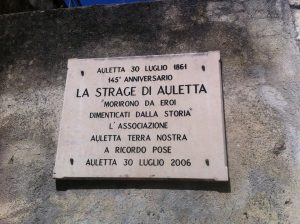 AULETTA 30 LUGLIO 1861
145° ANNIVERSARIO
LA STRAGE DI AULETTA
"MORIRONO DA EROI
DIMENTICATI DALLA STORIA"
L'ASSOCIAZIONE
AULETTA TERRA NOSTRA
A RICORDO POSE
AULETTA 30 LUGLIO 2006